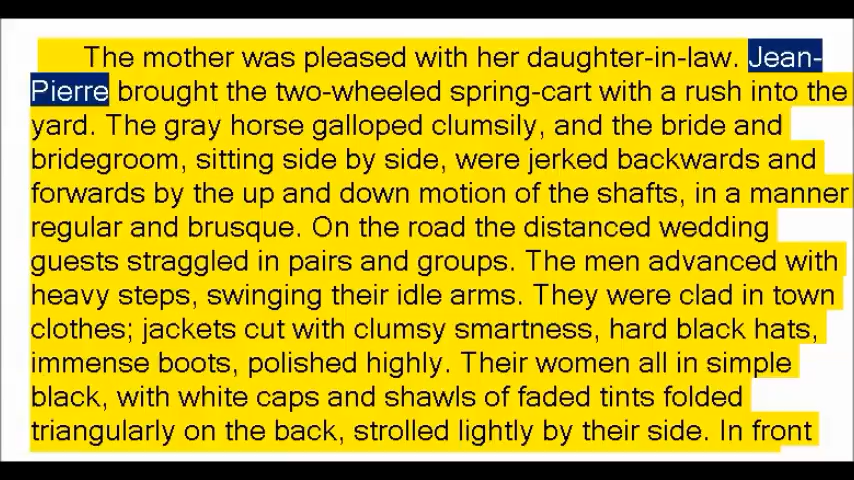 The mother was pleased with her daughter-in-law. Jean-
Pierre brought the two-wheeled spring-cart with a rush into the
yard. The gray horse galloped clumsily, and the bride and
bridegroom, sitting side by side, were jerked backwards and
forwards by the up and down motion of the shafts, in a manner
regular and brusque. On the road the distanced wedding
guests straggled in pairs and groups. The men advanced with
heavy steps, swinging their idle arms. They were clad in town
clothes; jackets cut with clumsy smartness, hard black hats,
immense boots, polished highly. Their women all in simple
black, with white caps and shawls of faded tints folded
triangularly on the back, strolled lightly by their side. In front